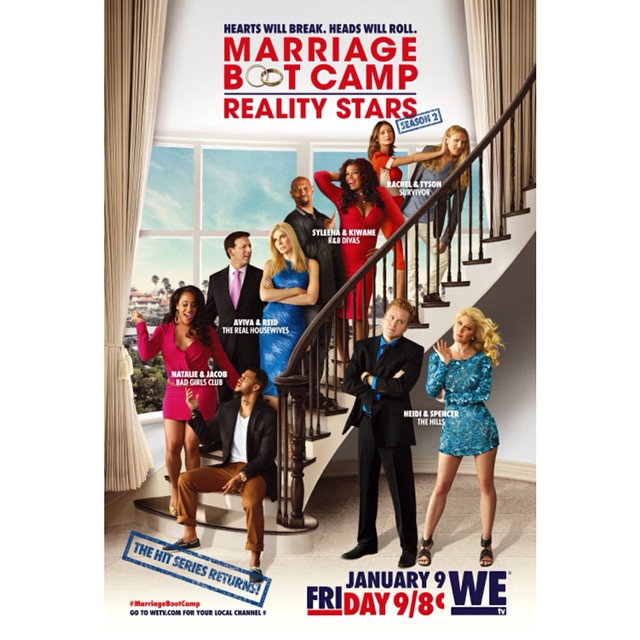 HEARTS WILL BREAK. HEADS WILL ROLL.
MARRIAGE
BOOT CAMP
REALITY STARS
SEASON 2
RACHEL & TYSON
SURVIVOR
SYLEENA & KIWANE
R&B DIVAS
AVIVA & REID
THE REAL HOUSEWIVES
NATALIE & JACOB
BAD GIRLS CLUB
HEIDI & SPENCER
THE HILLS
THE HIT SERIES RETURNS!
#MarriageBootCamp
GO TO WETV.COM FOR YOUR LOCAL CHANNEL #
JANUARY 9
FRIDAY 9/8c
WE
tv